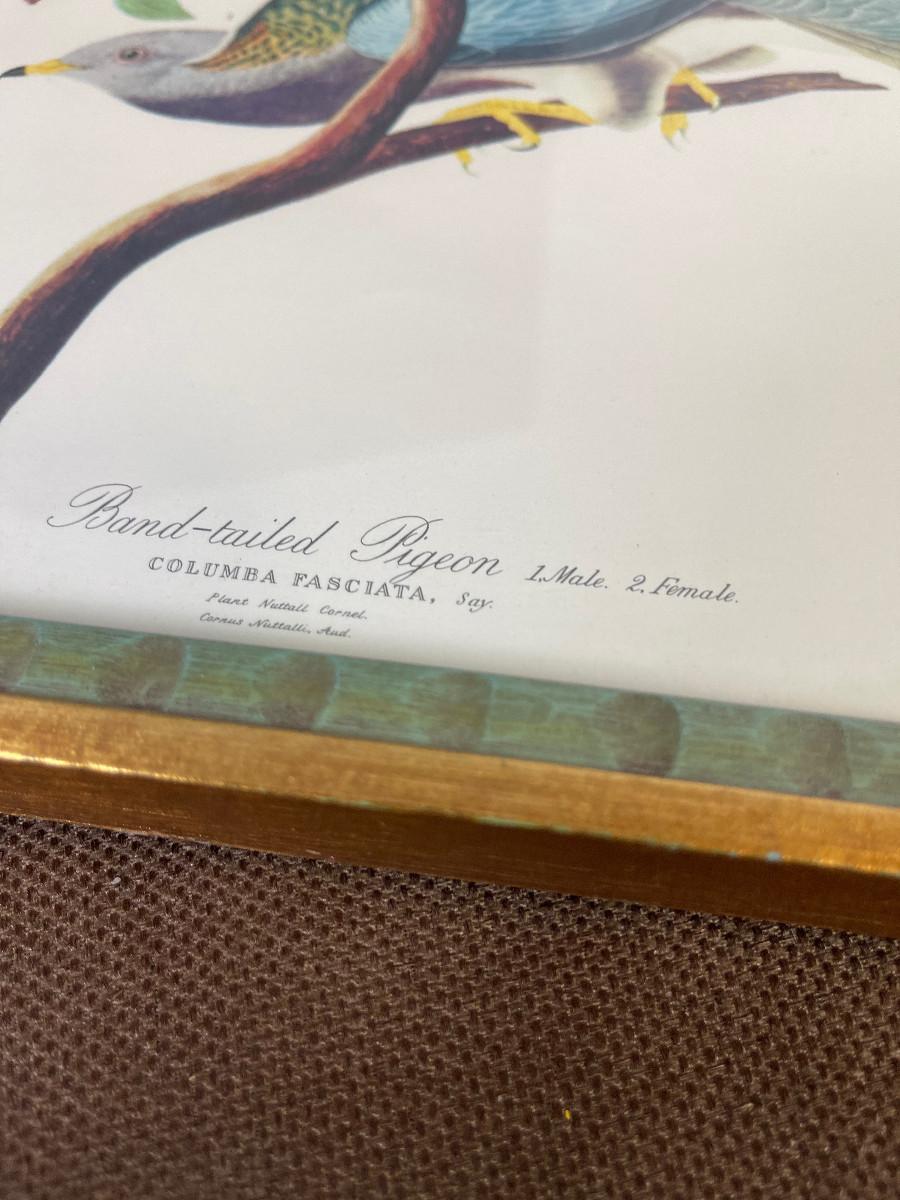 Band-tailed Pigeon 1, Male. 2, Female.
COLUMBA FASCIATA, Say.
Plant Nuttall Cornel.
Cornus Nuttalli, Aud.